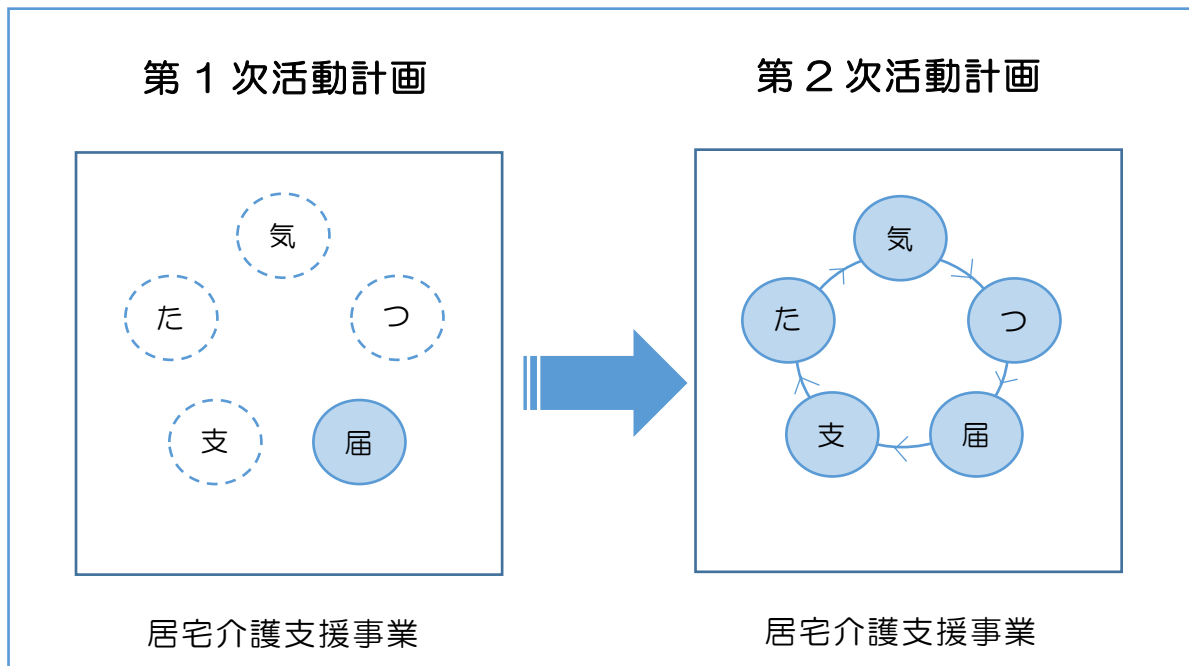 第1次活動計画
気
た
つ
支
届
居宅介護支援事業
第2次活動計画
気
た
つ
支
届
居宅介護支援事業